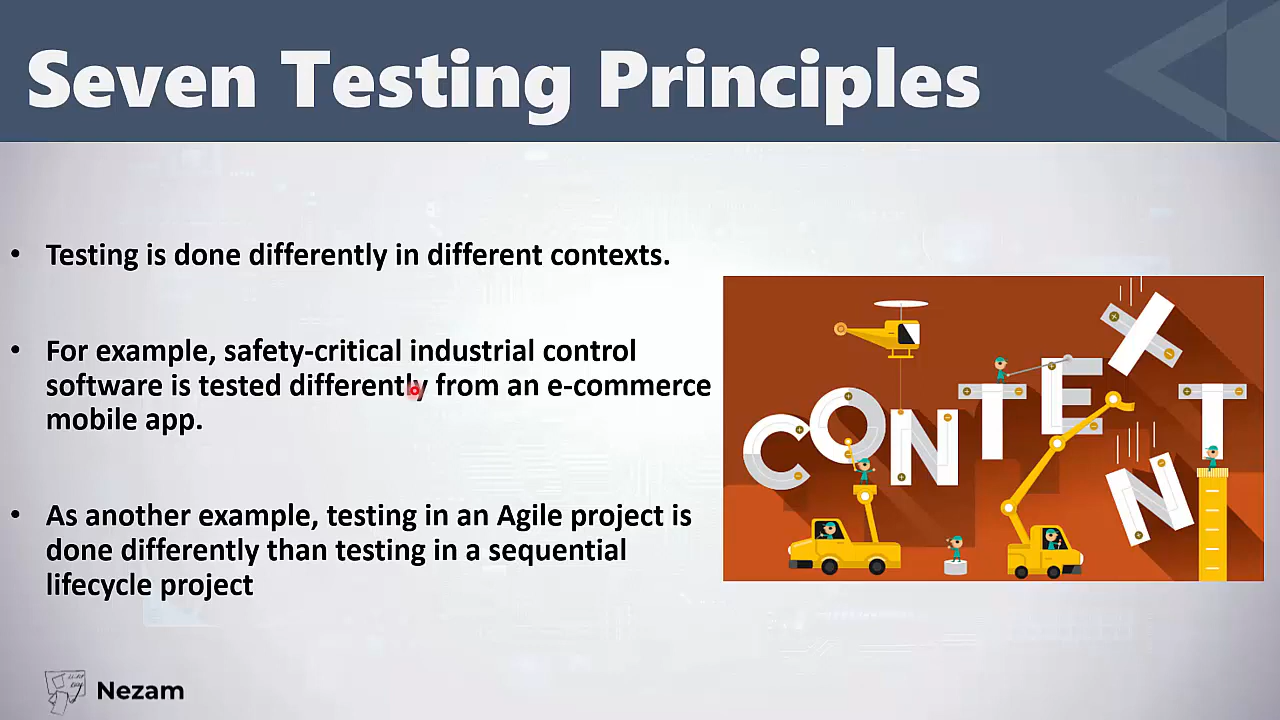 Seven Testing Principles
• Testing is done differently in different contexts.
• For example, safety-critical industrial control
software is tested differently from an e-commerce
mobile app.
• As another example, testing in an Agile project is
done differently than testing in a sequential
lifecycle project
CONTEXT
N
Nezam